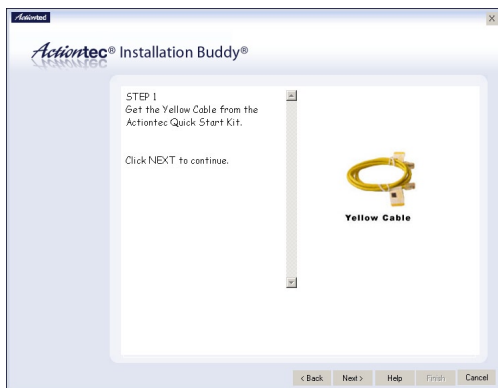 Actiontec
Actiontec® Installation Buddy®
STEP 1
Get the Yellow Cable from the
Actiontec Quick Start Kit.
Click NEXT to continue.
Yellow Cable
< Back Next > Help Finish Cancel